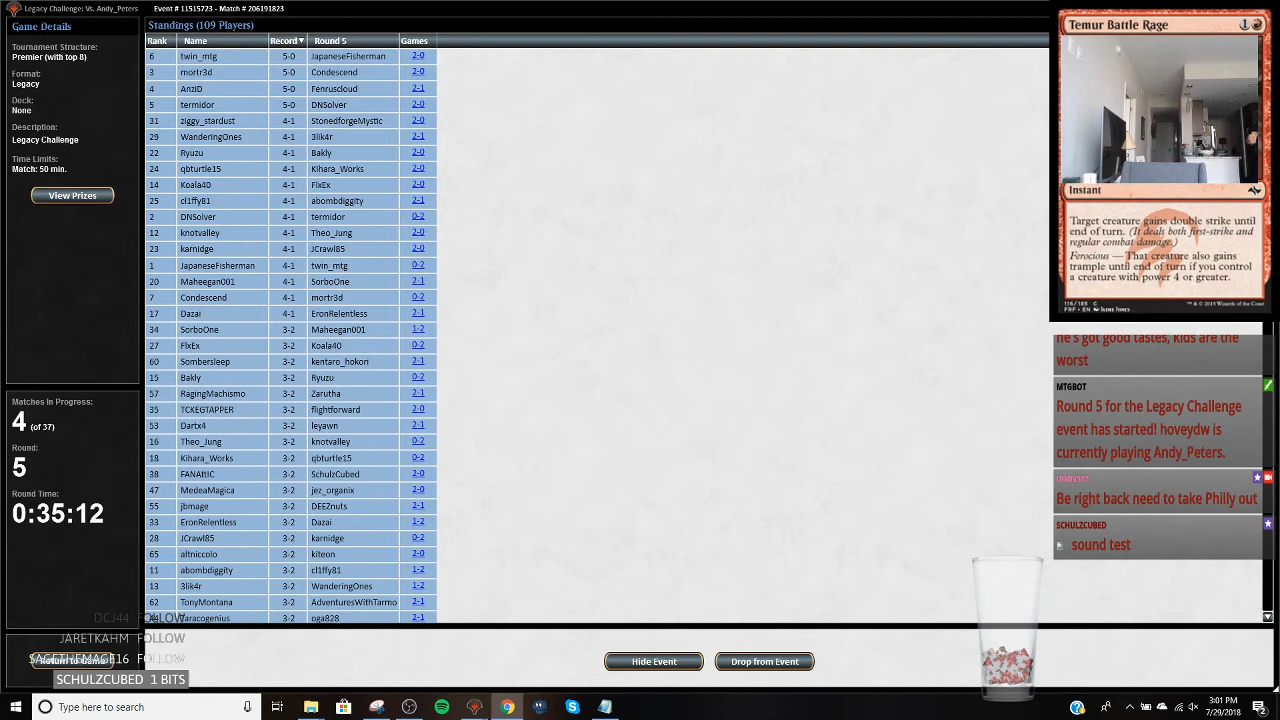 Legacy Challenge: Vs. Andy_Peters
Event # 11515723 - Match # 206191823
Game Details
Tournament Structure:
Premier (with top 8)
Format:
Legacy
Deck:
None
Description:
Legacy Challenge
Time Limits:
Match: 50 min.
View Prizes
Matches In Progress:
4 (of 37)
Round:
5
Round Time:
0:35:12
Standings (109 Players)
Rank Name Record Round 5 Games
6 twin_mtg 5-0 JapaneseFisherman 2-0
3 mortr3d 5-0 Condescend 2-0
4 AnziD 5-0 Fenruscloud 2-1
5 termidor 5-0 DNSolver 2-0
31 ziggy_stardust 4-1 StonedforgeMystic 2-0
29 WanderingOnes 4-1 3lik4r 2-1
22 Ryuzu 4-1 Bakly 2-0
24 qbturtle15 4-1 Kihara_Works 2-0
14 Koala40 4-1 FlxEx 2-0
25 cl1ffy81 4-1 abombdiggity 2-1
2 DNSolver 4-1 termidor 0-2
12 knotvalley 4-1 Theo_Jung 2-0
23 karnidge 4-1 JCrawl85 2-0
1 JapaneseFisherman 4-1 twin_mtg 0-2
20 Maheegan001 4-1 SorboOne 2-1
7 Condescend 4-1 mortr3d 0-2
17 Dazai 4-1 EronRelentless 2-1
34 SorboOne 3-2 Maheegan001 1-2
27 FlxEx 3-2 Koala40 0-2
60 Sombersleep 3-2 kentaro_hokori 2-1
15 Bakly 3-2 Ryuzu 0-2
57 RagingMachismo 3-2 Zarutha 2-1
35 TCKEGTAPPER 3-2 flightforward 2-0
53 Dartx4 3-2 leyawn 2-1
16 Theo_Jung 3-2 knotvalley 0-2
18 Kihara_Works 3-2 qbturtle15 0-2
38 FANAttIC 3-2 SchulzCubed 2-0
47 MedeaMagica 3-2 jez_organix 2-0
55 jbmage 3-2 DEEZnuts 2-1
33 EronRelentless 3-2 Dazai 1-2
28 JCrawl85 3-2 karnidge 0-2
65 altniccolo 3-2 kiteon 2-0
11 abombdiggity 3-2 cl1ffy81 1-2
13 3lik4r 3-2 WanderingOnes 1-2
62 TonyMontana 3-2 AdventuresWithTarmo 2-1
3-2 oga828 2-1
DCJ44 FOLLOW
JARETKAHM FOLLOW
SAGETHEMAGE16 FOLLOW
SCHULZCUBED 1 BITS
Hide Event
Drop from Event
Temur Battle Rage 1
Instant
Target creature gains double strike until
end of turn. (It deals both first-strike and
regular combat damage.)
Ferocious — That creature also gains
trample until end of turn if you control
a creature with power 4 or greater.
116/185 C
FRF • EN
™ & © 2015 Wizards of the Coast
he's got good tastes, kids are the
worst
MTGBOT
Round 5 for the Legacy Challenge
event has started! hoveydw is
currently playing Andy_Peters.
Be right back need to take Philly out
SCHULZCUBED
sound test
Type here to search
3:01 PM
7/29/2018
2